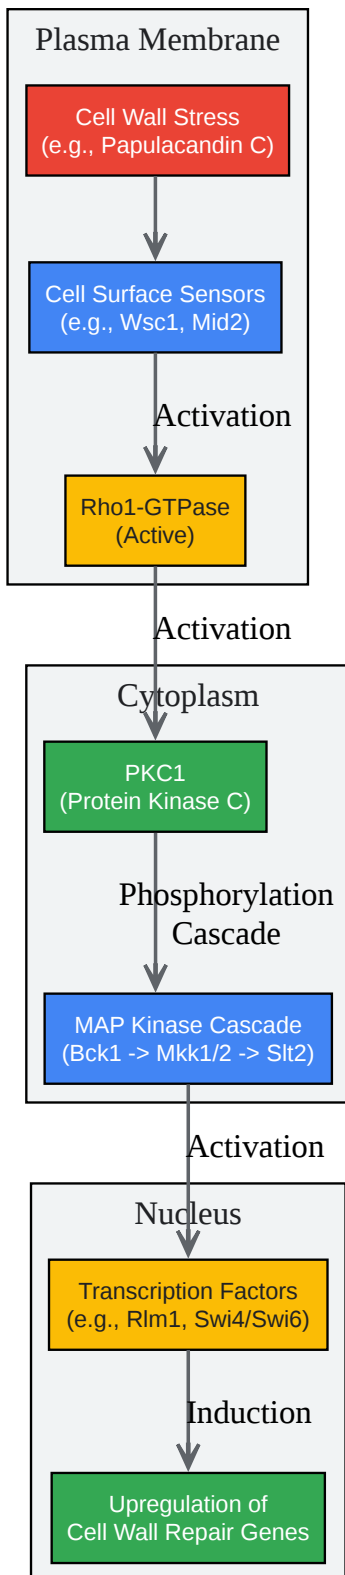 Plasma Membrane
Cell Wall Stress
(e.g., Papulacandin C)
Cell Surface Sensors
(e.g., Wsc1, Mid2)
Activation
Rho1-GTPase
(Active)
Activation
Cytoplasm
PKC1
(Protein Kinase C)
Phosphorylation
Cascade
MAP Kinase Cascade
(Bck1 -> Mkk1/2 -> Slt2)
Activation
Nucleus
Transcription Factors
(e.g., Rlm1, Swi4/Swi6)
Induction
Upregulation of
Cell Wall Repair Genes